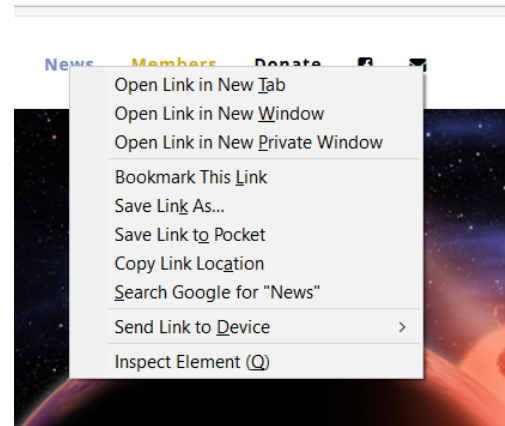 News Members Donate
Open Link in New Tab
Open Link in New Window
Open Link in New Private Window
Bookmark This Link
Save Link As...
Save Link to Pocket
Copy Link Location
Search Google for "News"
Send Link to Device
Inspect Element (Q)